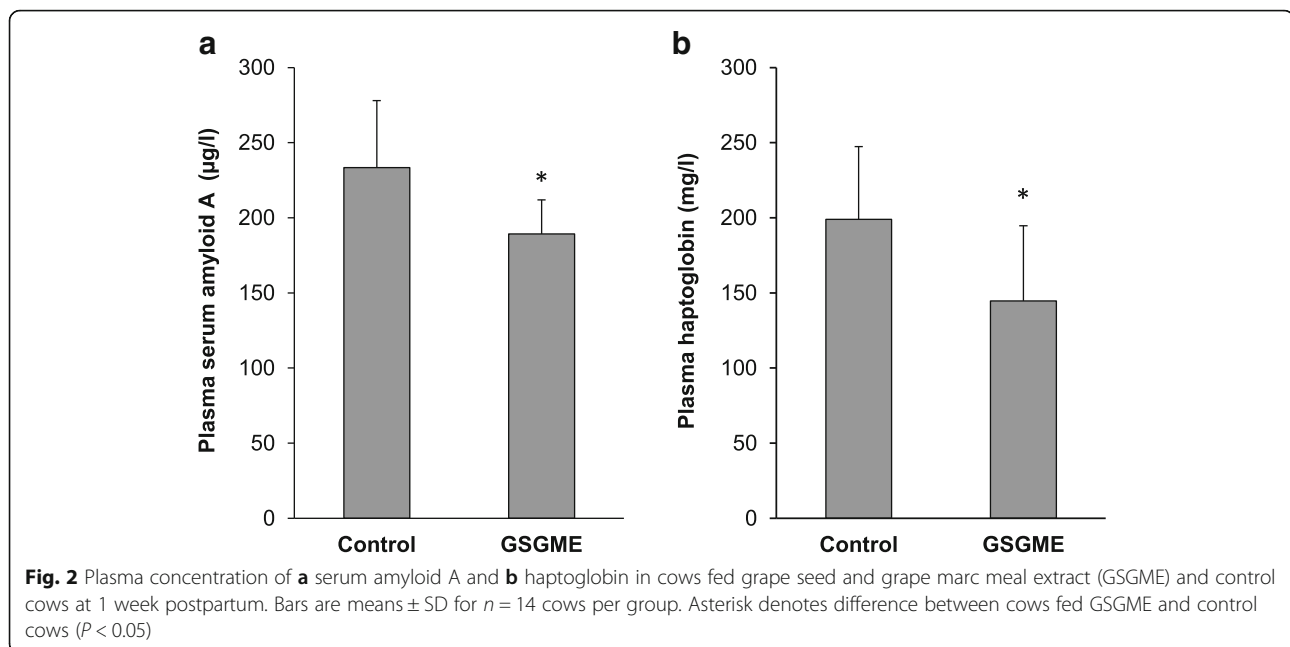 a
b
300
250
200
150
100
50
0
Plasma serum amyloid A (µg/l)
*
Control GSGME
300
250
200
150
100
50
0
Plasma haptoglobin (mg/l)
*
Control GSGME
Fig. 2 Plasma concentration of a serum amyloid A and b haptoglobin in cows fed grape seed and grape marc meal extract (GSGME) and control
cows at 1 week postpartum. Bars are means ± SD for n = 14 cows per group. Asterisk denotes difference between cows fed GSGME and control
cows (P < 0.05)